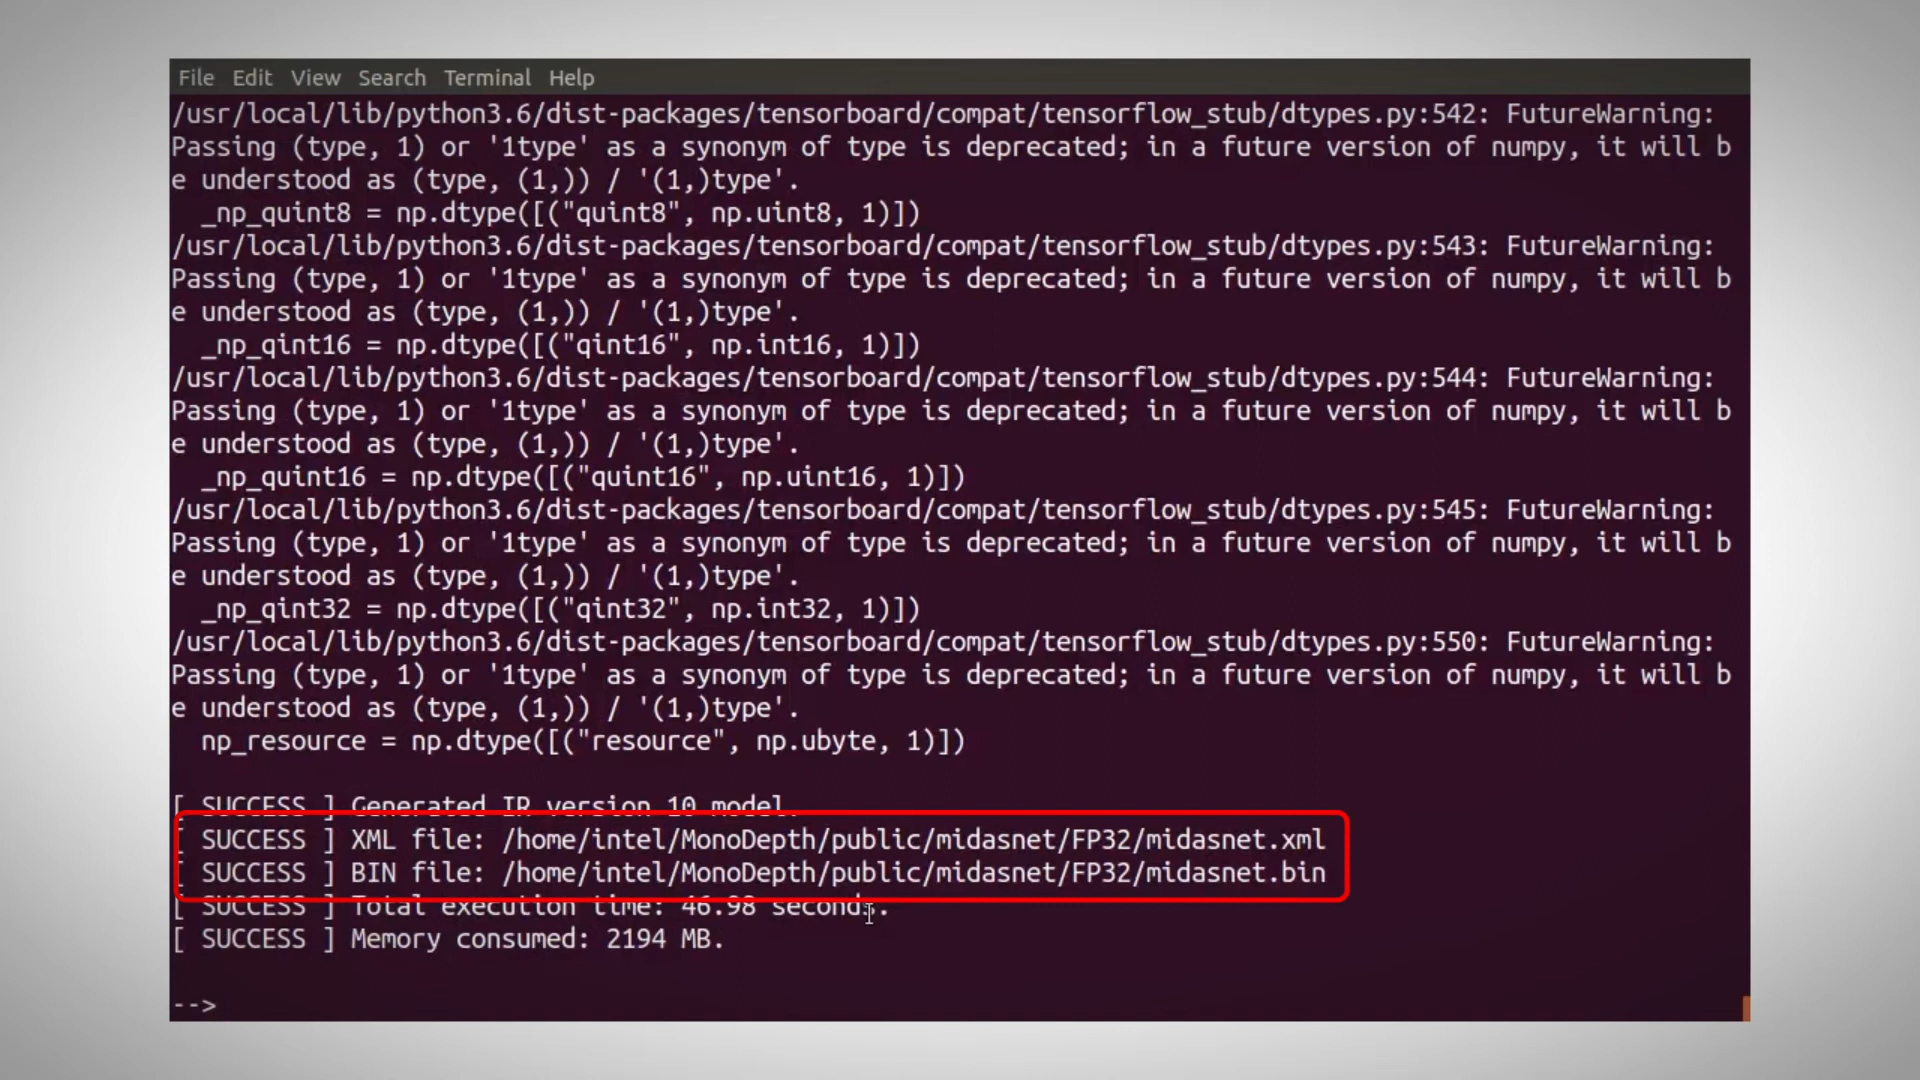 File Edit View Search Terminal Help
/usr/local/lib/python3.6/dist-packages/tensorboard/compat/tensorflow_stub/dtypes.py:542: FutureWarning:
Passing (type, 1) or '1type' as a synonym of type is deprecated; in a future version of numpy, it will b
e understood as (type, (1,)) / '(1,)type'.
_np_quint8 = np.dtype([("quint8", np.uint8, 1)])
/usr/local/lib/python3.6/dist-packages/tensorboard/compat/tensorflow_stub/dtypes.py:543: FutureWarning:
Passing (type, 1) or '1type' as a synonym of type is deprecated; in a future version of numpy, it will b
e understood as (type, (1,)) / '(1,)type'.
_np_qint16 = np.dtype([("qint16", np.int16, 1)])
/usr/local/lib/python3.6/dist-packages/tensorboard/compat/tensorflow_stub/dtypes.py:544: FutureWarning:
Passing (type, 1) or '1type' as a synonym of type is deprecated; in a future version of numpy, it will b
e understood as (type, (1,)) / '(1,)type'.
_np_quint16 = np.dtype([("quint16", np.uint16, 1)])
/usr/local/lib/python3.6/dist-packages/tensorboard/compat/tensorflow_stub/dtypes.py:545: FutureWarning:
Passing (type, 1) or '1type' as a synonym of type is deprecated; in a future version of numpy, it will b
e understood as (type, (1,)) / '(1,)type'.
_np_qint32 = np.dtype([("qint32", np.int32, 1)])
/usr/local/lib/python3.6/dist-packages/tensorboard/compat/tensorflow_stub/dtypes.py:550: FutureWarning:
Passing (type, 1) or '1type' as a synonym of type is deprecated; in a future version of numpy, it will b
e understood as (type, (1,)) / '(1,)type'.
np_resource = np.dtype([("resource", np.ubyte, 1)])
[ SUCCESS ] Generated IR version 10 model.
[ SUCCESS ] XML file: /home/intel/MonoDepth/public/midasnet/FP32/midasnet.xml
[ SUCCESS ] BIN file: /home/intel/MonoDepth/public/midasnet/FP32/midasnet.bin
[ SUCCESS ] Total execution time: 46.98 seconds.
[ SUCCESS ] Memory consumed: 2194 MB.
-->